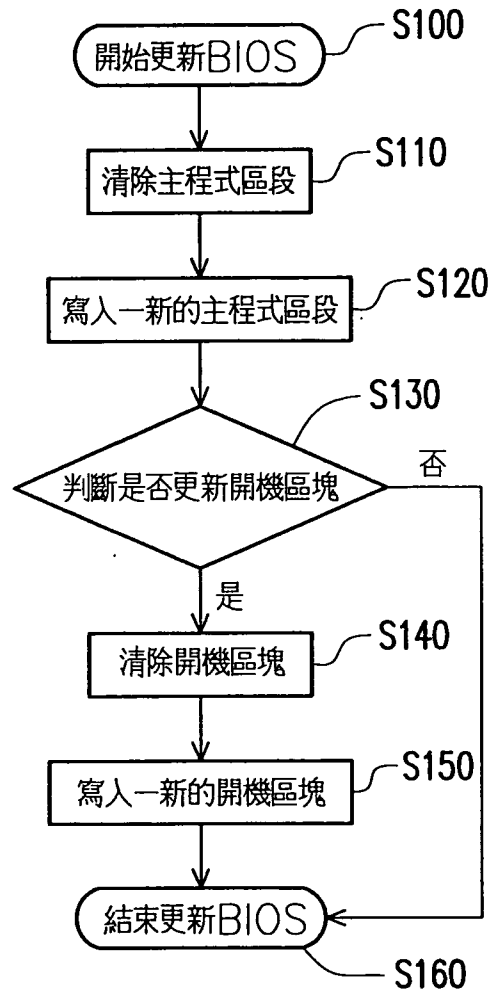 開始更新BIOS
S100
清除主程式區段
S110
寫入一新的主程式區段
S120
判斷是否更新開機區塊
S130
否
是
清除開機區塊
S140
寫入一新的開機區塊
S150
結束更新BIOS
S160